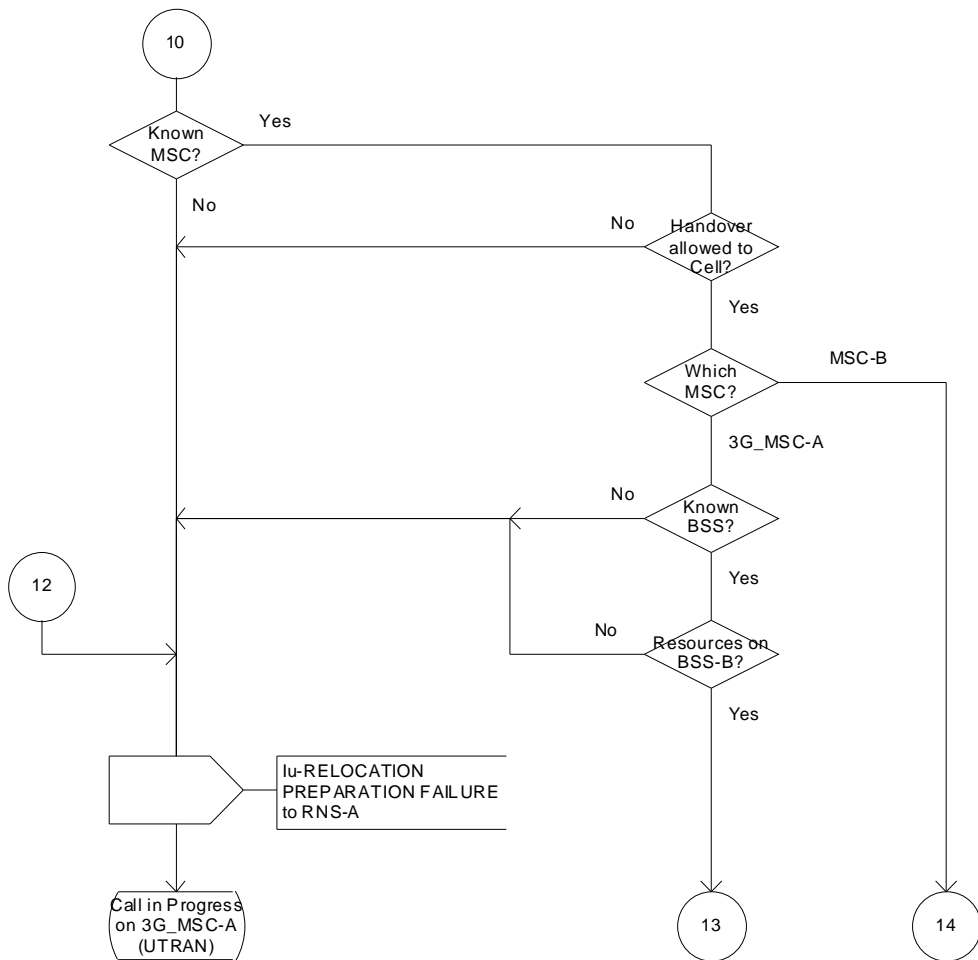 10
Known
MSC?
Yes
No
No
Handover
allowed to
Cell?
Yes
Which
MSC?
MSC-B
3G_MSC-A
No
Known
BSS?
Yes
12
No
Resources on
BSS-B?
Yes
Iu-RELOCATION
PREPARATION FAILURE
to RNS-A
Call in Progress
on 3G_MSC-A
(UTRAN)
13
14